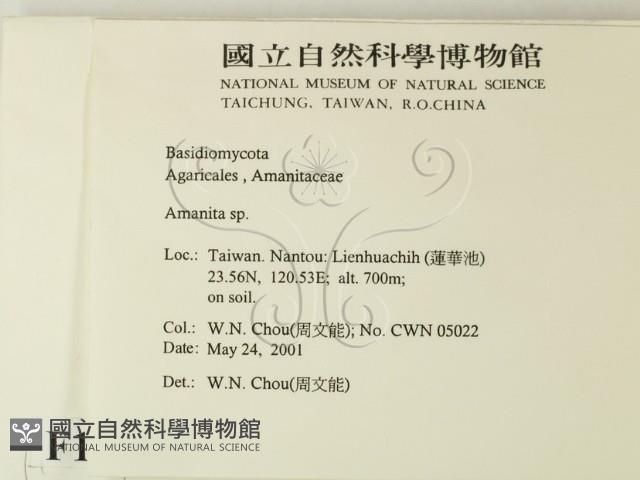 國立自然科學博物館
NATIONAL MUSEUM OF NATURAL SCIENCE
TAICHUNG, TAIWAN, R.O.CHINA
Basidiomycota
Agaricales , Amanitaceae
Amanita sp.
Loc.: Taiwan. Nantou: Lienhuachih (蓮華池)
23.56N, 120.53E; alt. 700m;
on soil.
Col.: W.N. Chou(周文能); No. CWN 05022
Date: May 24, 2001
Det.: W.N. Chou(周文能)
國立自然科學博物館
NATIONAL MUSEUM OF NATURAL SCIENCE
F1